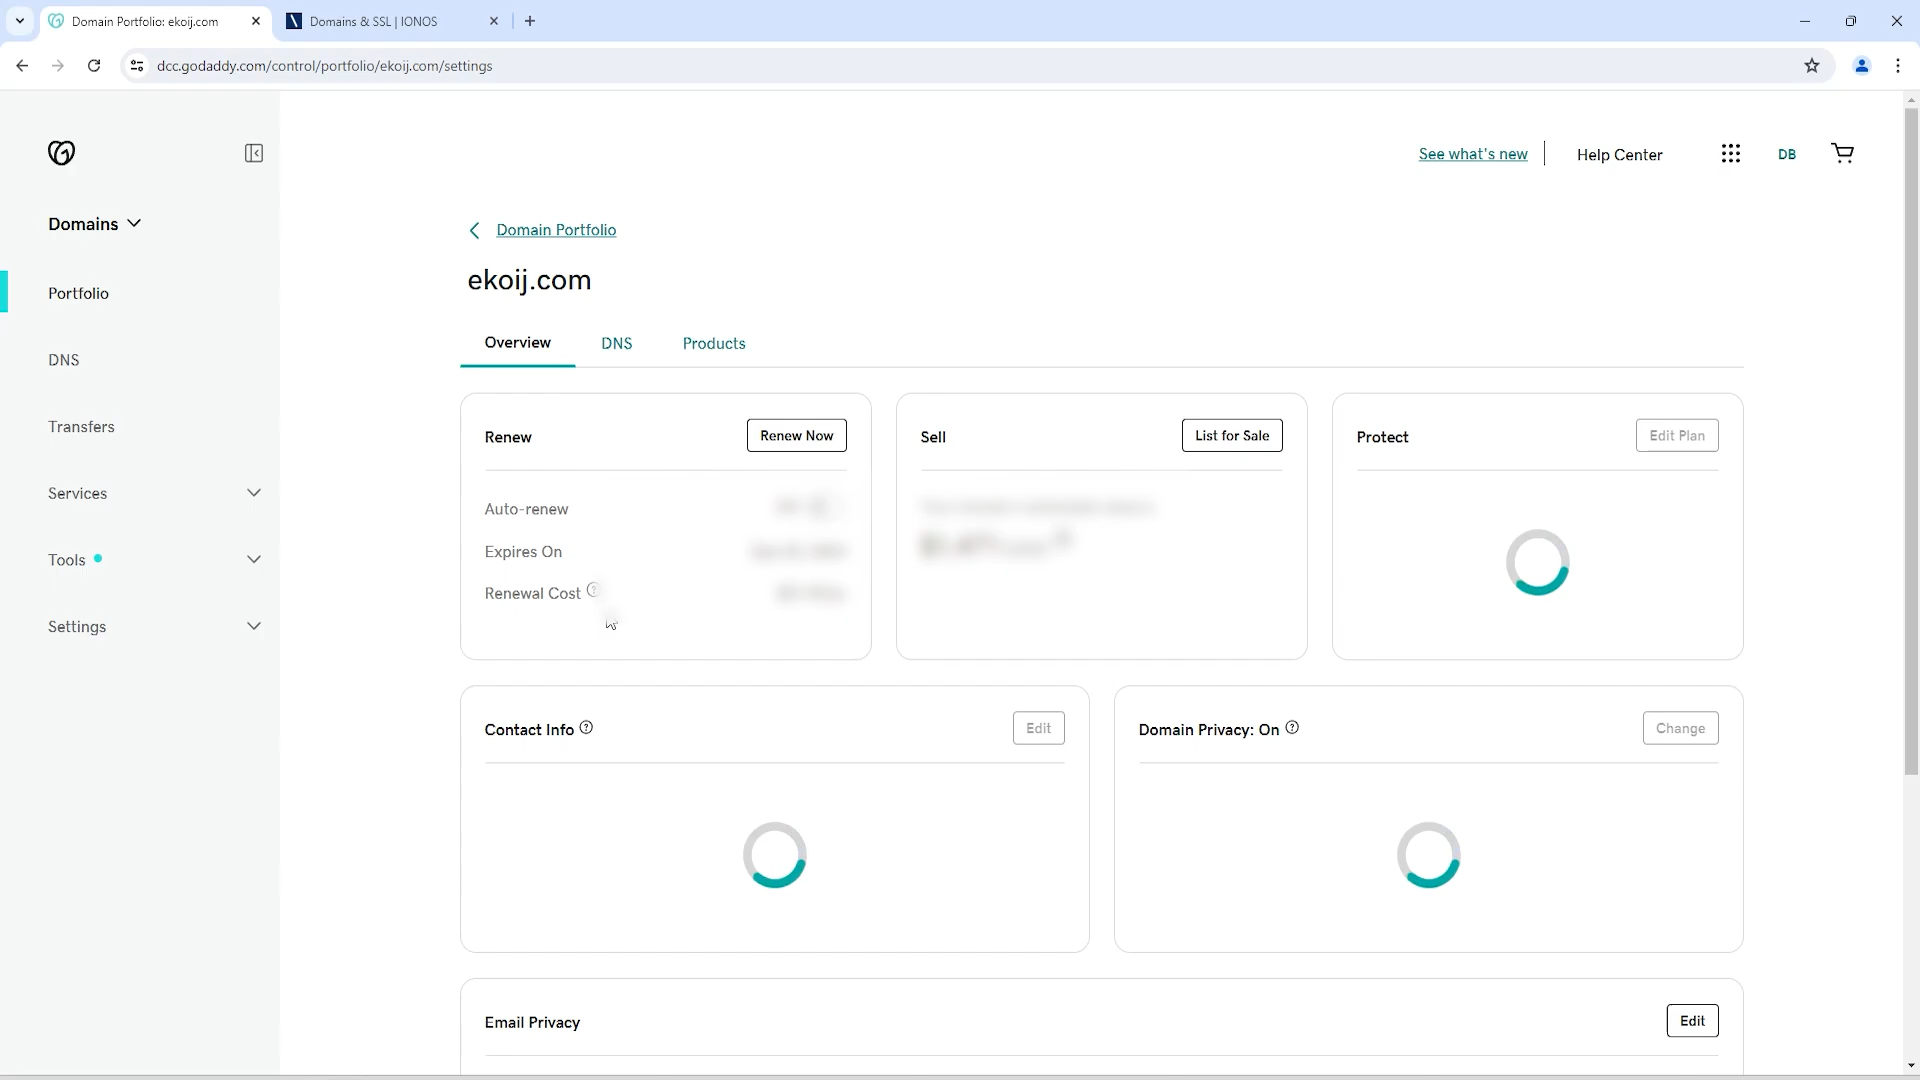 Domain Portfolio: ekoij.com
Domains & SSL | IONOS
dcc.godaddy.com/control/portfolio/ekoij.com/settings
See what's new
Help Center
DB
Domains
Portfolio
DNS
Transfers
Services
Tools
Settings
Domain Portfolio
ekoij.com
Overview
DNS
Products
Renew
Renew Now
Auto-renew
Expires On
Renewal Cost
Sell
List for Sale
Protect
Edit Plan
Contact Info
Edit
Domain Privacy: On
Change
Email Privacy
Edit